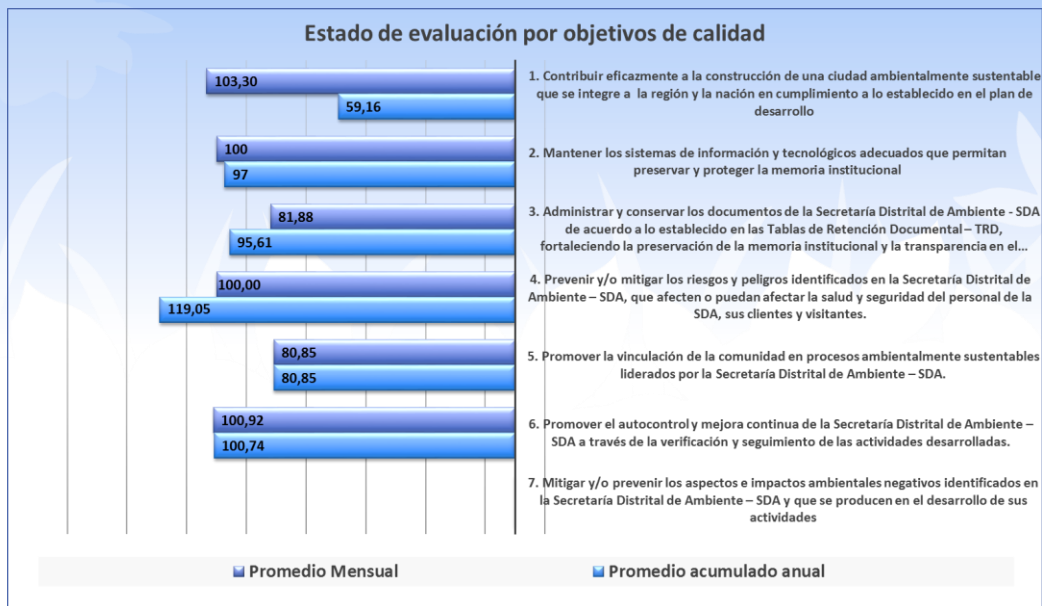 Estado de evaluación por objetivos de calidad
103,30
59,16
1. Contribuir eficazmente a la construcción de una ciudad ambientalmente sustentable
que se integre a la región y la nación en cumplimiento a lo establecido en el plan de
desarrollo
100
97
2. Mantener los sistemas de información y tecnológicos adecuados que permitan
preservar y proteger la memoria institucional
81,88
95,61
3. Administrar y conservar los documentos de la Secretaría Distrital de Ambiente - SDA
de acuerdo a lo establecido en las Tablas de Retención Documental – TRD,
fortaleciendo la preservación de la memoria institucional y la transparencia en el...
100,00
119,05
4. Prevenir y/o mitigar los riesgos y peligros identificados en la Secretaría Distrital de
Ambiente – SDA, que afecten o puedan afectar la salud y seguridad del personal de la
SDA, sus clientes y visitantes.
80,85
80,85
5. Promover la vinculación de la comunidad en procesos ambientalmente sustentables
liderados por la Secretaría Distrital de Ambiente – SDA.
100,92
100,74
6. Promover el autocontrol y mejora continua de la Secretaría Distrital de Ambiente –
SDA a través de la verificación y seguimiento de las actividades desarrolladas.
7. Mitigar y/o prevenir los aspectos e impactos ambientales negativos identificados en
la Secretaría Distrital de Ambiente – SDA y que se producen en el desarrollo de sus
actividades
Promedio Mensual
Promedio acumulado anual